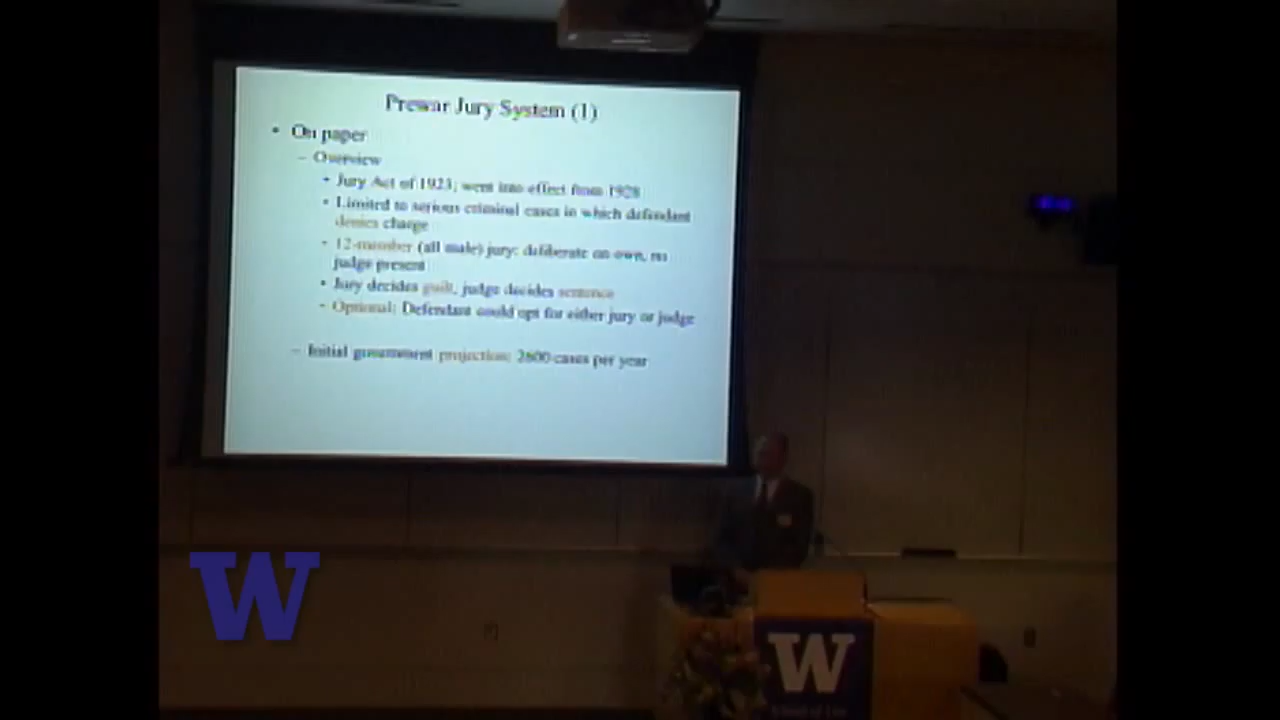 Prewar Jury System (1)
• On paper
– Overview
• Jury Act of 1923; went into effect from 1928
• Limited to serious criminal cases in which defendant
denies charge
• 12-member (all male) jury: deliberate on own, no
judge present
• Jury decides guilt, judge decides sentence
• Optional: Defendant could opt for either jury or judge
– Initial government projection: 2600 cases per year
W
W
School of Law